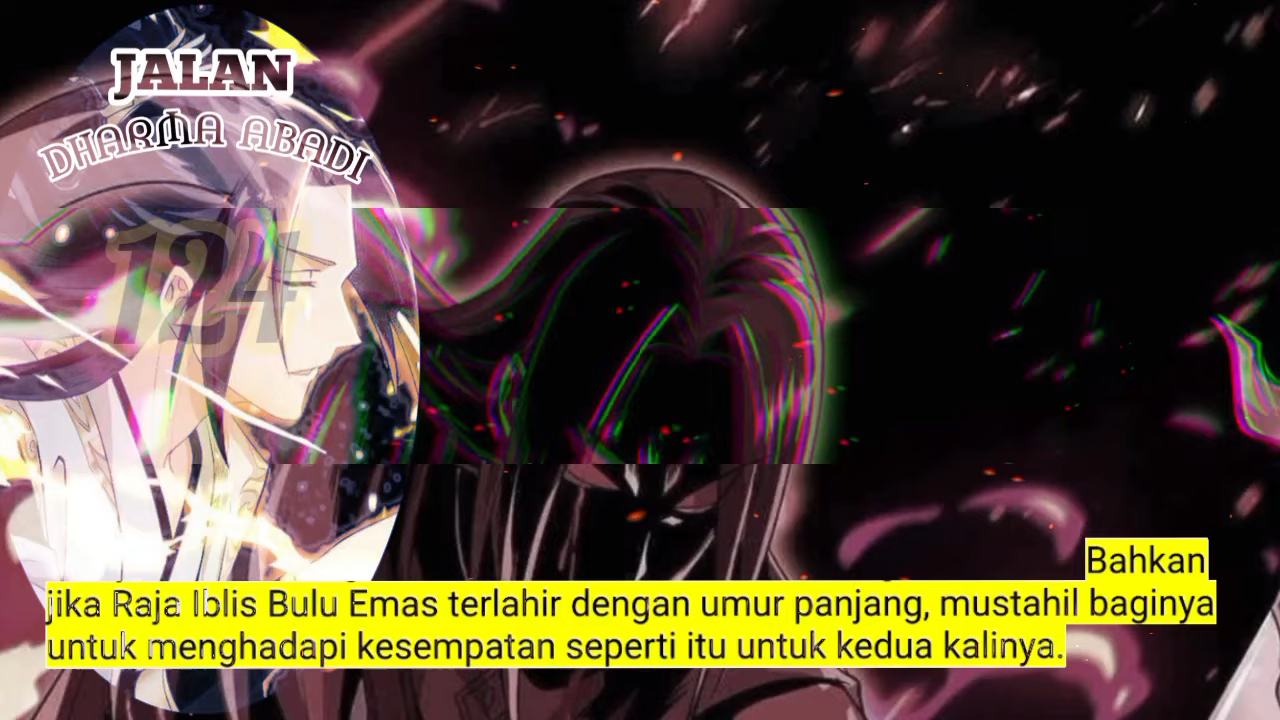 JALAN
DHARMA ABADI
124
Bahkan
jika Raja Iblis Bulu Emas terlahir dengan umur panjang, mustahil baginya
untuk menghadapi kesempatan seperti itu untuk kedua kalinya.